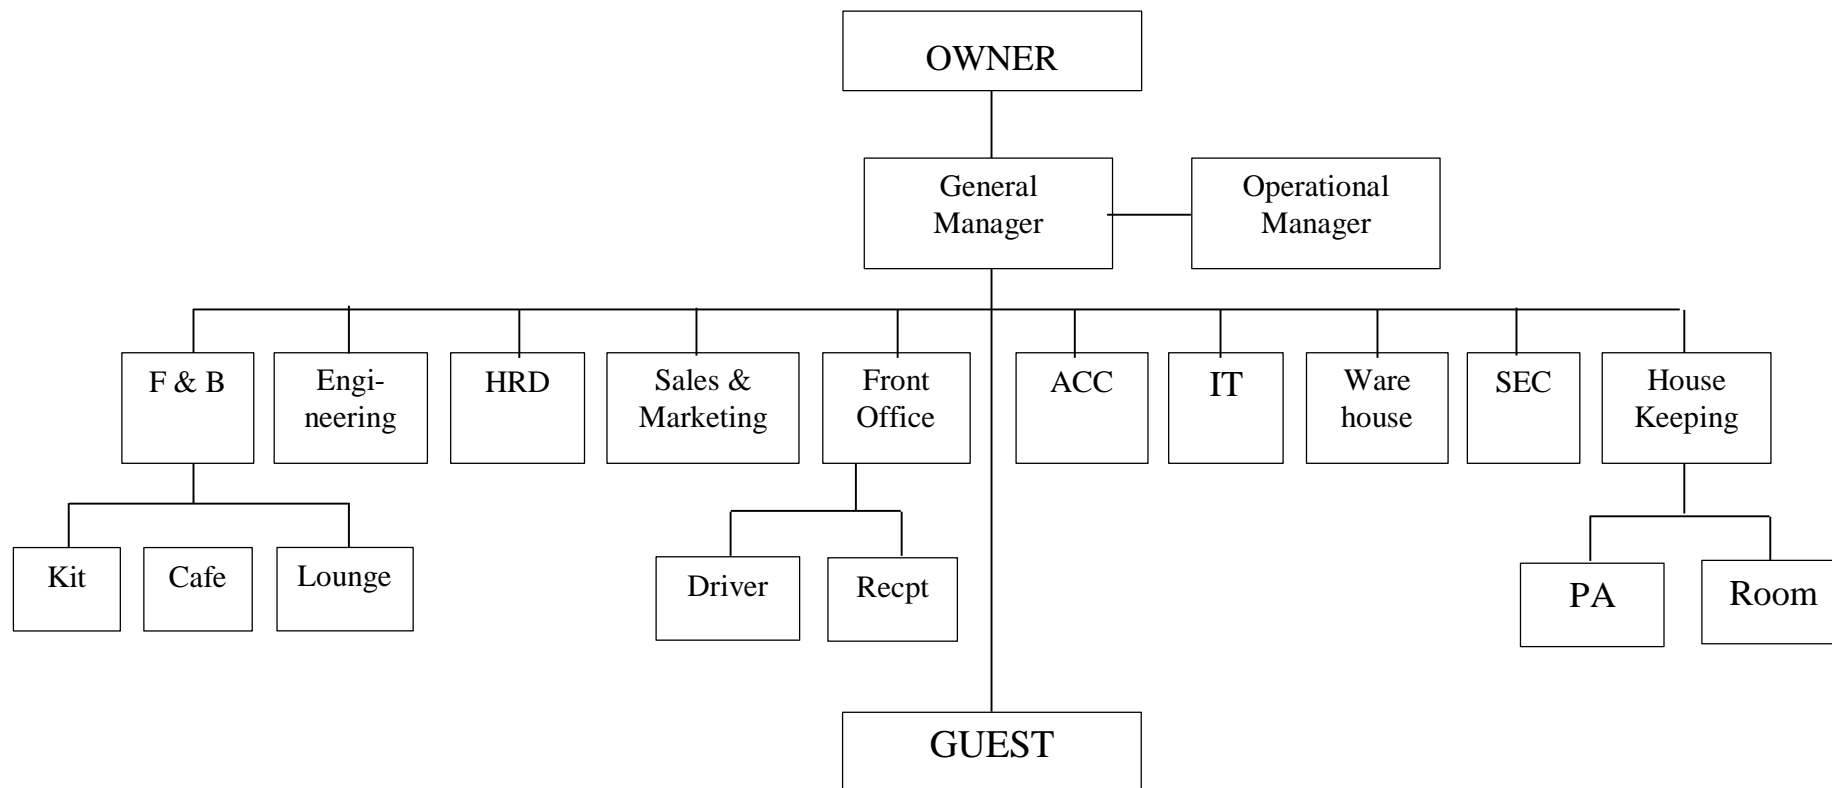 OWNER
General
Manager
Operational
Manager
F & B
Engi-
neering
HRD
Sales &
Marketing
Front
Office
ACC
IT
Ware
house
SEC
House
Keeping
Kit
Cafe
Lounge
Driver
Recpt
PA
Room
GUEST